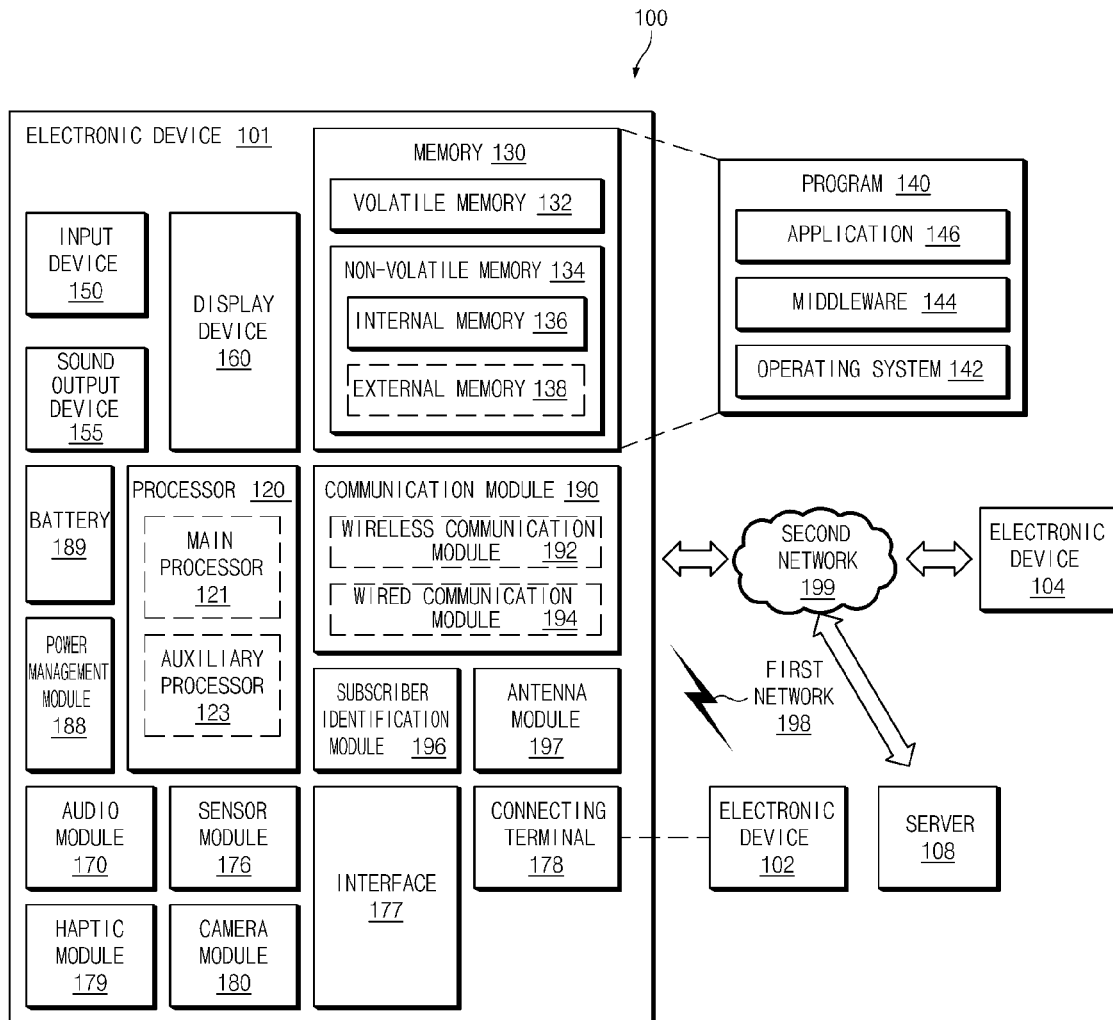 100
ELECTRONIC DEVICE 101
INPUT
DEVICE
150
SOUND
OUTPUT
DEVICE
155
DISPLAY
DEVICE
160
MEMORY 130
VOLATILE MEMORY 132
NON-VOLATILE MEMORY 134
INTERNAL MEMORY 136
EXTERNAL MEMORY 138
PROGRAM 140
APPLICATION 146
MIDDLEWARE 144
OPERATING SYSTEM 142
BATTERY
189
POWER
MANAGEMENT
MODULE
188
PROCESSOR 120
MAIN
PROCESSOR
121
AUXILIARY
PROCESSOR
123
COMMUNICATION MODULE 190
WIRELESS COMMUNICATION
MODULE 192
WIRED COMMUNICATION
MODULE 194
SUBSCRIBER
IDENTIFICATION
MODULE 196
ANTENNA
MODULE
197
SECOND
NETWORK
199
ELECTRONIC
DEVICE
104
FIRST
NETWORK
198
AUDIO
MODULE
170
SENSOR
MODULE
176
INTERFACE
177
CONNECTING
TERMINAL
178
ELECTRONIC
DEVICE
102
SERVER
108
HAPTIC
MODULE
179
CAMERA
MODULE
180